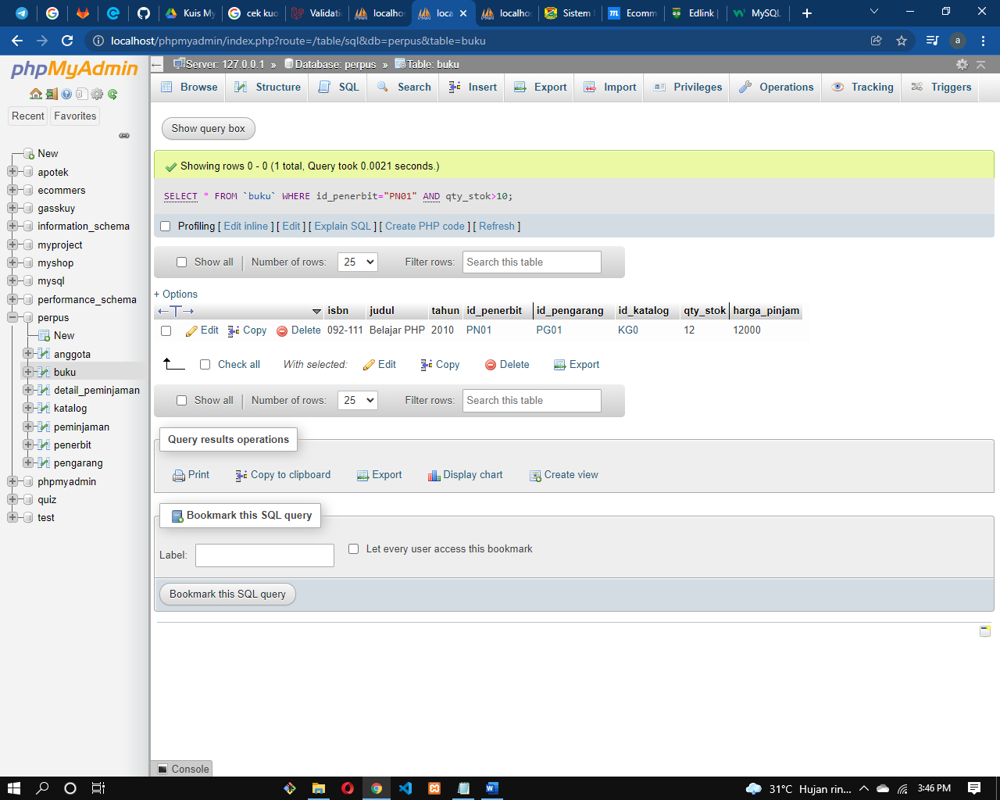 Kuis My
cek kuo
Validati
localhos
loca
localhos
Sistem
Ecomm
Edlink |
MySQL
localhost/phpmyadmin/index.php?route=/table/sql&db=perpus&table=buku
a
phpMyAdmin
Recent
Favorites
New
apotek
ecommers
gasskuy
information_schema
myproject
myshop
mysql
performance_schema
perpus
New
anggota
buku
detail_peminjaman
katalog
peminjaman
penerbit
pengarang
phpmyadmin
quiz
test
Server: 127.0.0.1 » Database: perpus » Table: buku
Browse Structure SQL Search Insert Export Import Privileges Operations Tracking Triggers
Show query box
Showing rows 0 - 0 (1 total, Query took 0.0021 seconds.)
SELECT * FROM `buku` WHERE id_penerbit="PN01" AND qty_stok>10;
Profiling [ Edit inline ] [ Edit ] [ Explain SQL ] [ Create PHP code ] [ Refresh ]
Show all | Number of rows: 25 Filter rows: Search this table
+ Options
isbn judul tahun id_penerbit id_pengarang id_katalog qty_stok harga_pinjam
Edit Copy Delete 092-111 Belajar PHP 2010 PN01 PG01 KG0 12 12000
Check all With selected: Edit Copy Delete Export
Show all | Number of rows: 25 Filter rows: Search this table
Query results operations
Print Copy to clipboard Export Display chart Create view
Bookmark this SQL query
Label: Let every user access this bookmark
Bookmark this SQL query
Console
31°C Hujan rin... 3:46 PM